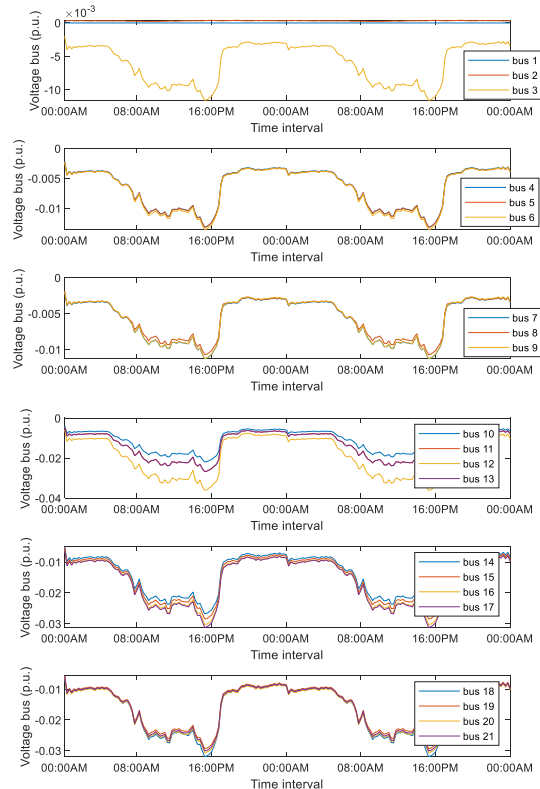 ×10⁻³
0
-5
-10
Voltage bus (p.u.)
bus 1
bus 2
bus 3
00:00AM 08:00AM 16:00PM 00:00AM 08:00AM 16:00PM 00:00AM
Time interval
0
-0.005
-0.01
Voltage bus (p.u.)
bus 4
bus 5
bus 6
00:00AM 08:00AM 16:00PM 00:00AM 08:00AM 16:00PM 00:00AM
Time interval
0
-0.005
-0.01
Voltage bus (p.u.)
bus 7
bus 8
bus 9
00:00AM 08:00AM 16:00PM 00:00AM 08:00AM 16:00PM 00:00AM
Time interval
0
-0.02
-0.04
Voltage bus (p.u.)
bus 10
bus 11
bus 12
bus 13
00:00AM 08:00AM 16:00PM 00:00AM 08:00AM 16:00PM 00:00AM
Time interval
-0.01
-0.02
-0.03
Voltage bus (p.u.)
bus 14
bus 15
bus 16
bus 17
00:00AM 08:00AM 16:00PM 00:00AM 08:00AM 16:00PM 00:00AM
Time interval
-0.01
-0.02
-0.03
Voltage bus (p.u.)
bus 18
bus 19
bus 20
bus 21
00:00AM 08:00AM 16:00PM 00:00AM 08:00AM 16:00PM 00:00AM
Time interval